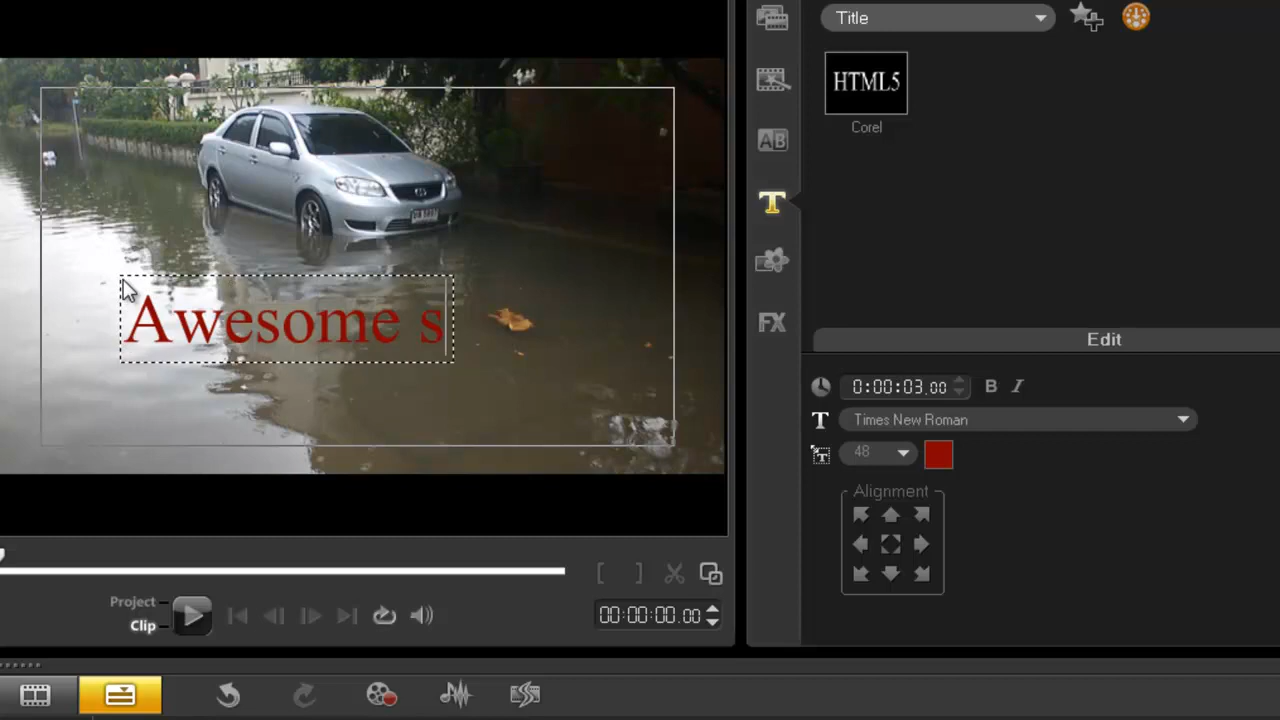 Title
HTML5
Corel
AB
T
FX
Awesome s
Edit
0:00:03.00
B I
T
Times New Roman
T
48
Alignment
[ ]
Project
Clip
00:00:00.00